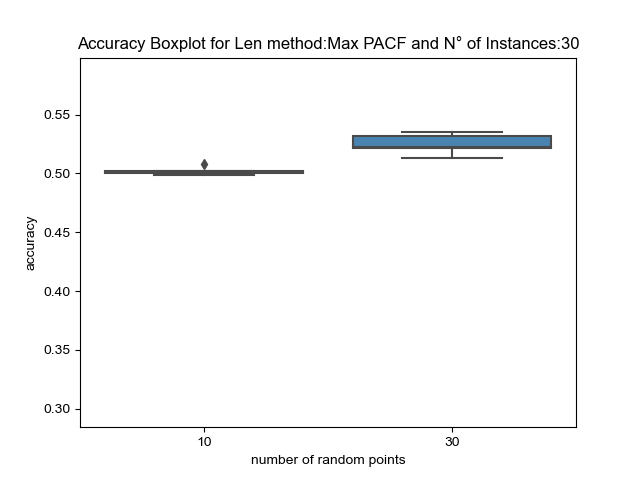 Accuracy Boxplot for Len method:Max PACF and N° of Instances:30
0.55
0.50
0.45
0.40
0.35
0.30
accuracy
10
30
number of random points